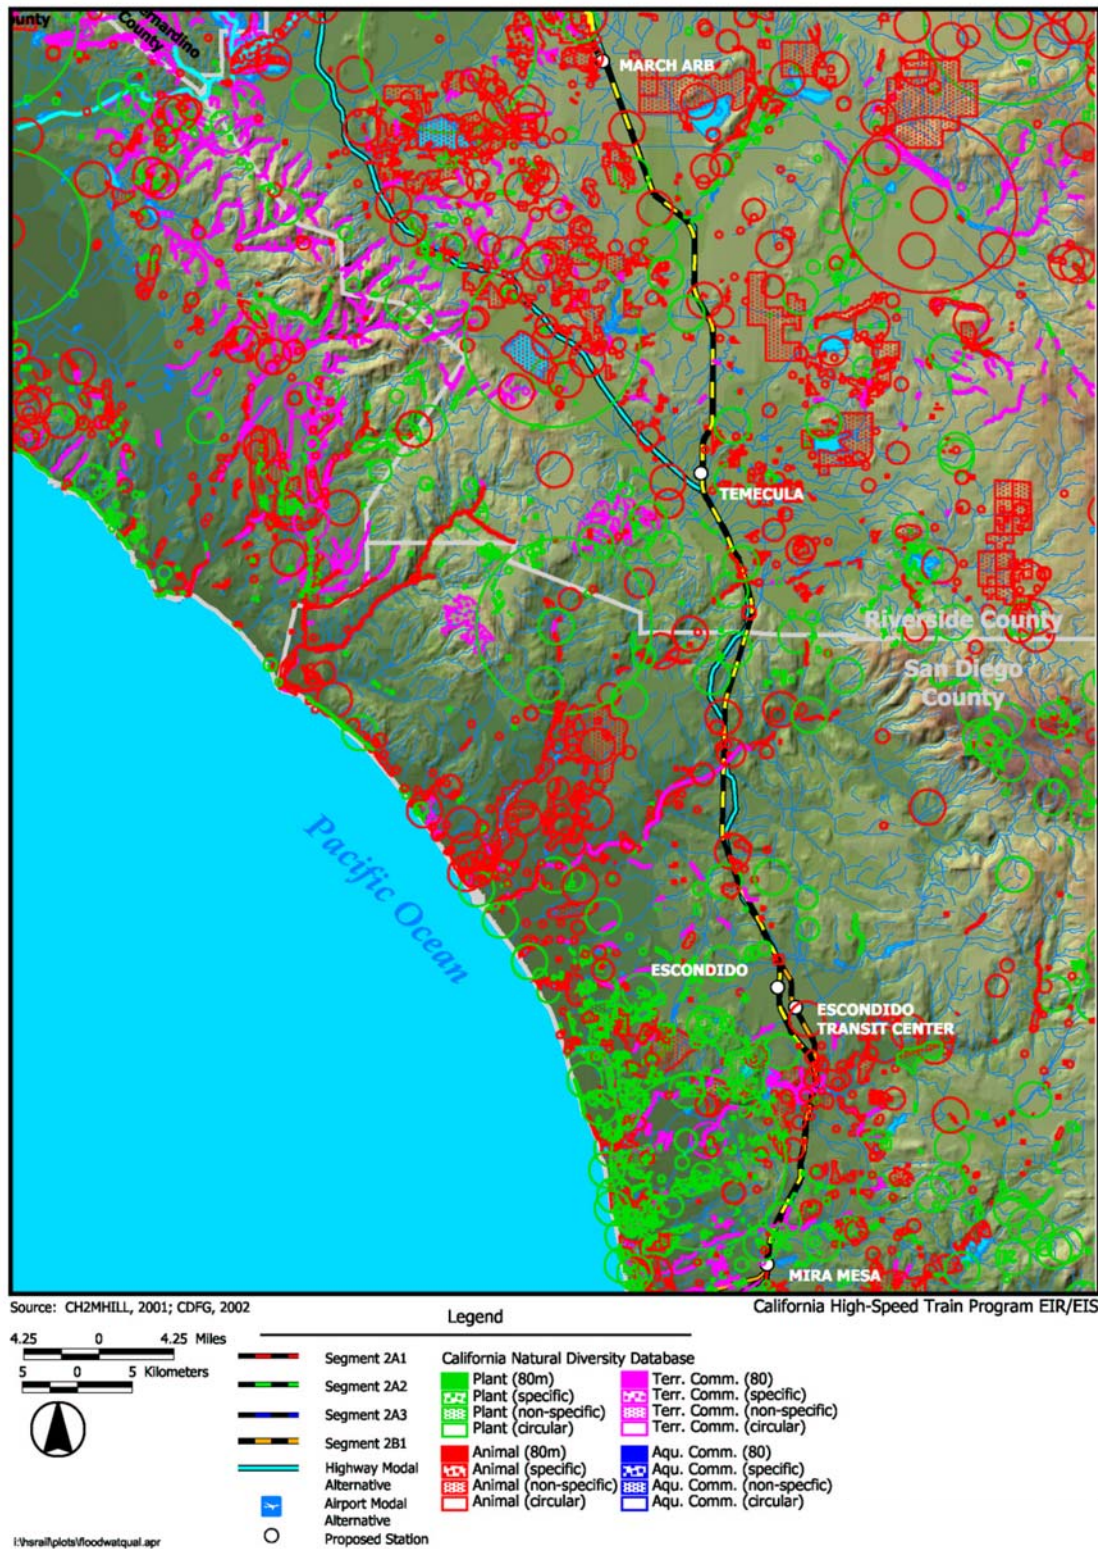 ounty
ernardino
County
MARCH ARB
TEMECULA
Riverside County
San Diego
County
Pacific Ocean
ESCONDIDO
ESCONDIDO
TRANSIT CENTER
MIRA MESA
Source: CH2MHILL, 2001; CDFG, 2002
California High-Speed Train Program EIR/EIS
Legend
4.25 0 4.25 Miles
5 0 5 Kilometers
Segment 2A1
Segment 2A2
Segment 2A3
Segment 2B1
Highway Modal
Alternative
Airport Modal
Alternative
Proposed Station
California Natural Diversity Database
Plant (80m)
Plant (specific)
Plant (non-specific)
Plant (circular)
Animal (80m)
Animal (specific)
Animal (non-specific)
Animal (circular)
Terr. Comm. (80)
Terr. Comm. (specific)
Terr. Comm. (non-specific)
Terr. Comm. (circular)
Aqu. Comm. (80)
Aqu. Comm. (specific)
Aqu. Comm. (non-specific)
Aqu. Comm. (circular)
i:\hsrail\plots\floodwatqual.apr